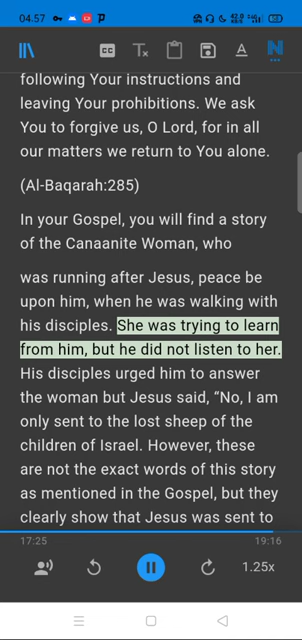 04.57
42.9
KB/s
CC
Tx
A
following Your instructions and
leaving Your prohibitions. We ask
You to forgive us, O Lord, for in all
our matters we return to You alone.
(Al-Baqarah:285)
In your Gospel, you will find a story
of the Canaanite Woman, who
was running after Jesus, peace be
upon him, when he was walking with
his disciples. She was trying to learn
from him, but he did not listen to her.
His disciples urged him to answer
the woman but Jesus said, “No, I am
only sent to the lost sheep of the
children of Israel. However, these
are not the exact words of this story
as mentioned in the Gospel, but they
clearly show that Jesus was sent to
17:25 19:16
1.25x